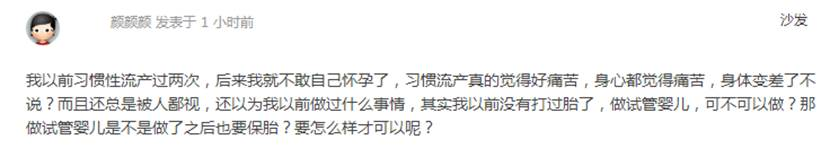 颜颜颜 发表于 1 小时前
沙发
我以前习惯性流产过两次，后来我就不敢自己怀孕了，习惯流产真的觉得好痛苦，身心都觉得痛苦，身体变差了不
说？而且还总是被人鄙视，还以为我以前做过什么事情，其实我以前没有打过胎了，做试管婴儿，可不可以做？那
做试管婴儿是不是做了之后也要保胎？要怎么样才可以呢？